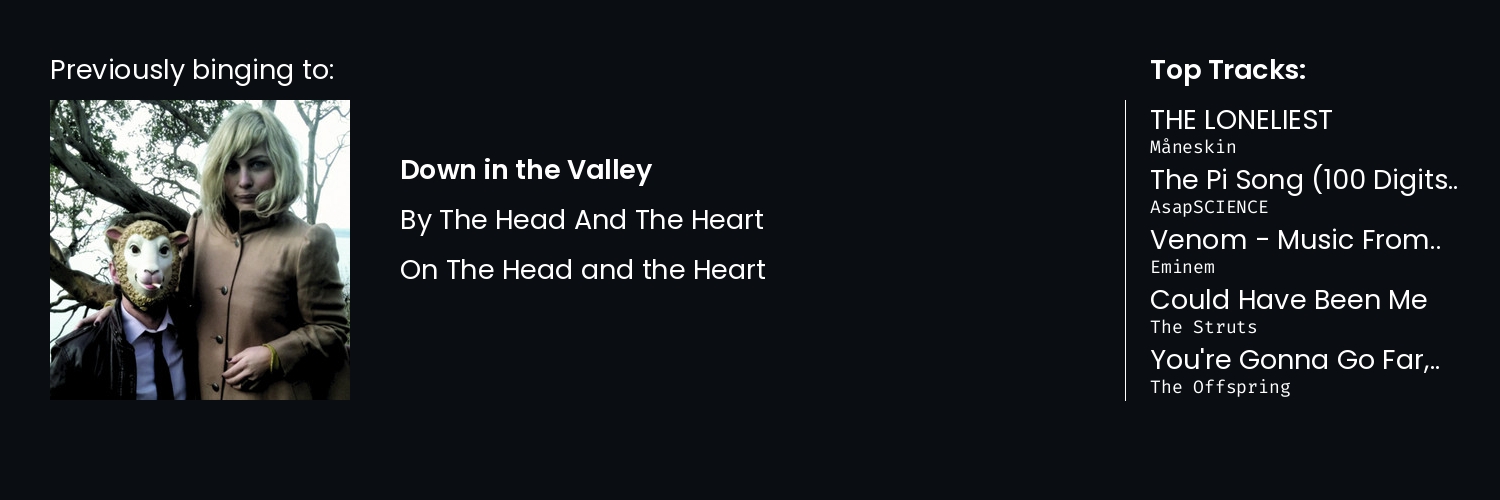 Previously binging to:
Down in the Valley
By The Head And The Heart
On The Head and the Heart
Top Tracks:
THE LONELIEST
Måneskin
The Pi Song (100 Digits..
AsapSCIENCE
Venom - Music From..
Eminem
Could Have Been Me
The Struts
You're Gonna Go Far,..
The Offspring